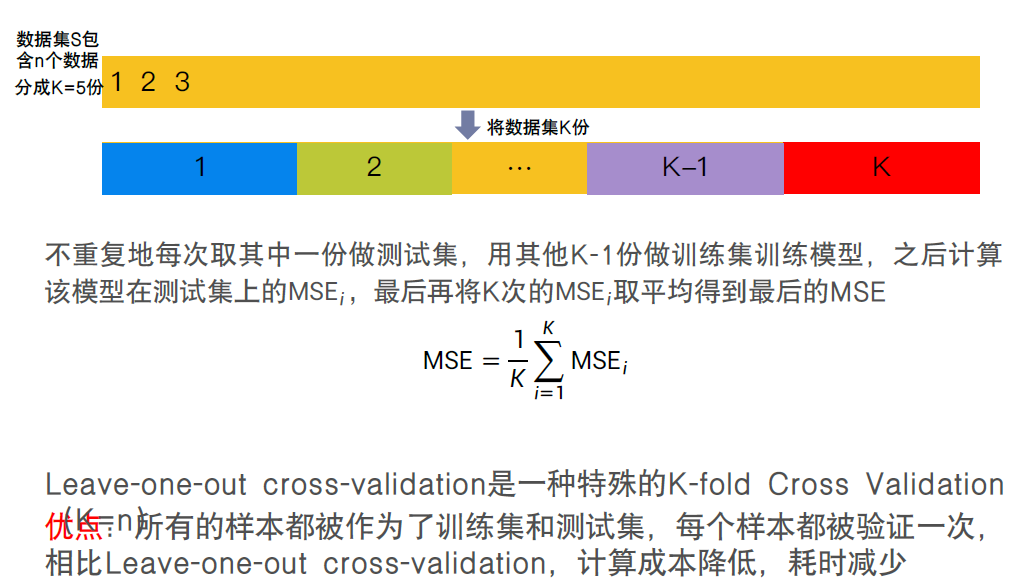 数据集S包
含n个数据
分成K=5份
1 2 3
将数据集K份
1 2 … K-1 K
不重复地每次取其中一份做测试集，用其他K-1份做训练集训练模型，之后计算
该模型在测试集上的MSEᵢ，最后再将K次的MSEᵢ取平均得到最后的MSE
MSE = 1/K ∑_{i=1}^{K} MSEᵢ
Leave-one-out cross-validation是一种特殊的K-fold Cross Validation
（K=n）
优点：所有的样本都被作为了训练集和测试集，每个样本都被验证一次，
相比Leave-one-out cross-validation，计算成本降低，耗时减少